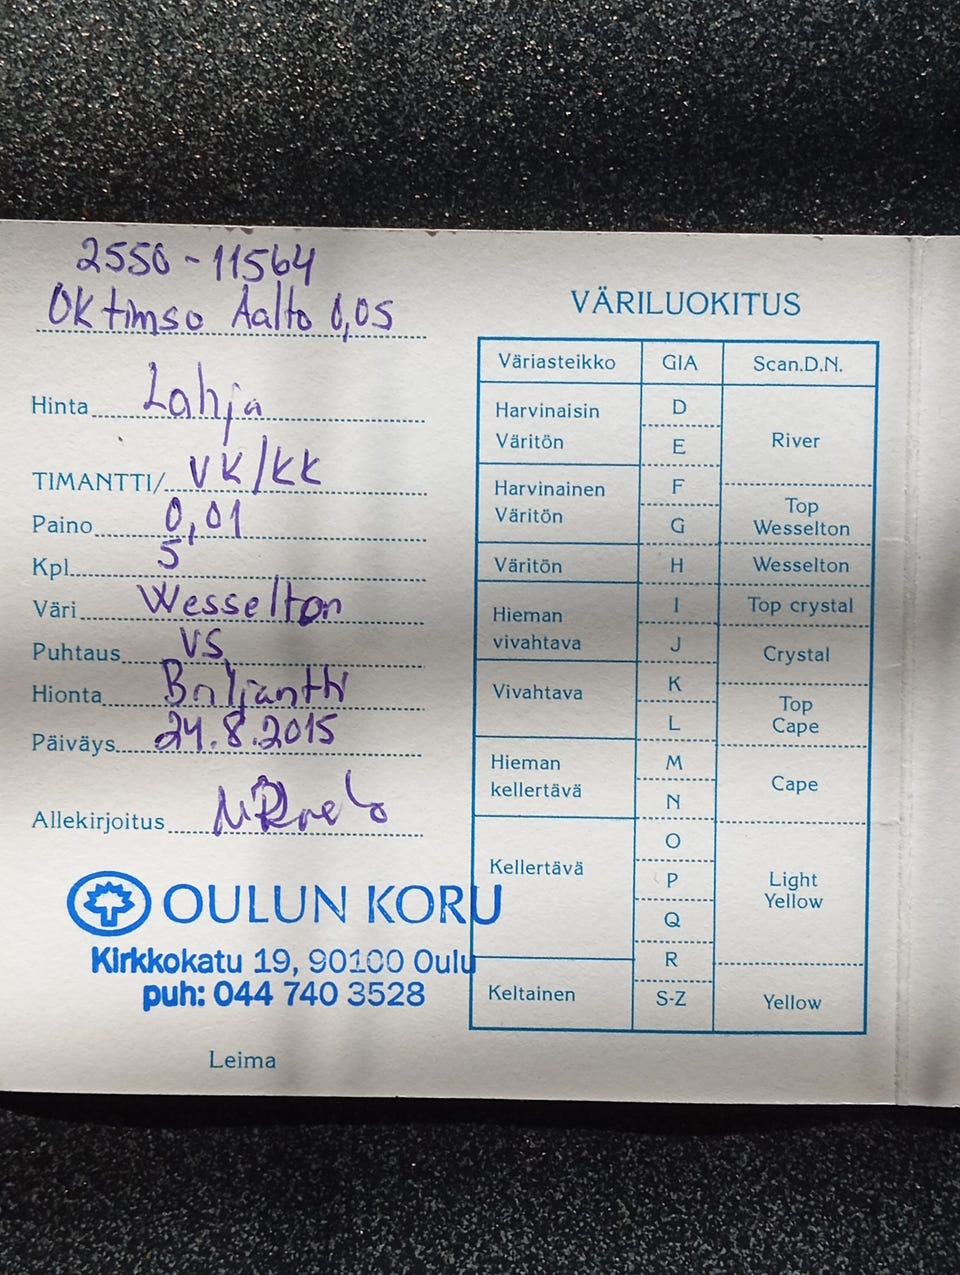 2550-11564
OK timso Aalto 0,05
Hinta Lahja
TIMANTTI/ VK/KK
Paino 0,01
Kpl. 5
Väri Wesselton
Puhtaus VS
Hionta Briljantti
Päiväys 24.8.2015
Allekirjoitus
OULUN KORU
Kirkkokatu 19, 90100 Oulu
puh: 044 740 3528
Leima
VÄRILUOKITUS
Väriasteikko GIA Scan.D.N.
Harvinaisin
Väritön
D
E
River
Harvinainen
Väritön
F
G
Top
Wesselton
Väritön H Wesselton
Hieman
vivahtava
I
J
Top crystal
Crystal
Vivahtava
K
L
Top
Cape
Hieman
kellertävä
M
N
Cape
Kellertävä
O
P
Q
R
Light
Yellow
Keltainen S-Z Yellow